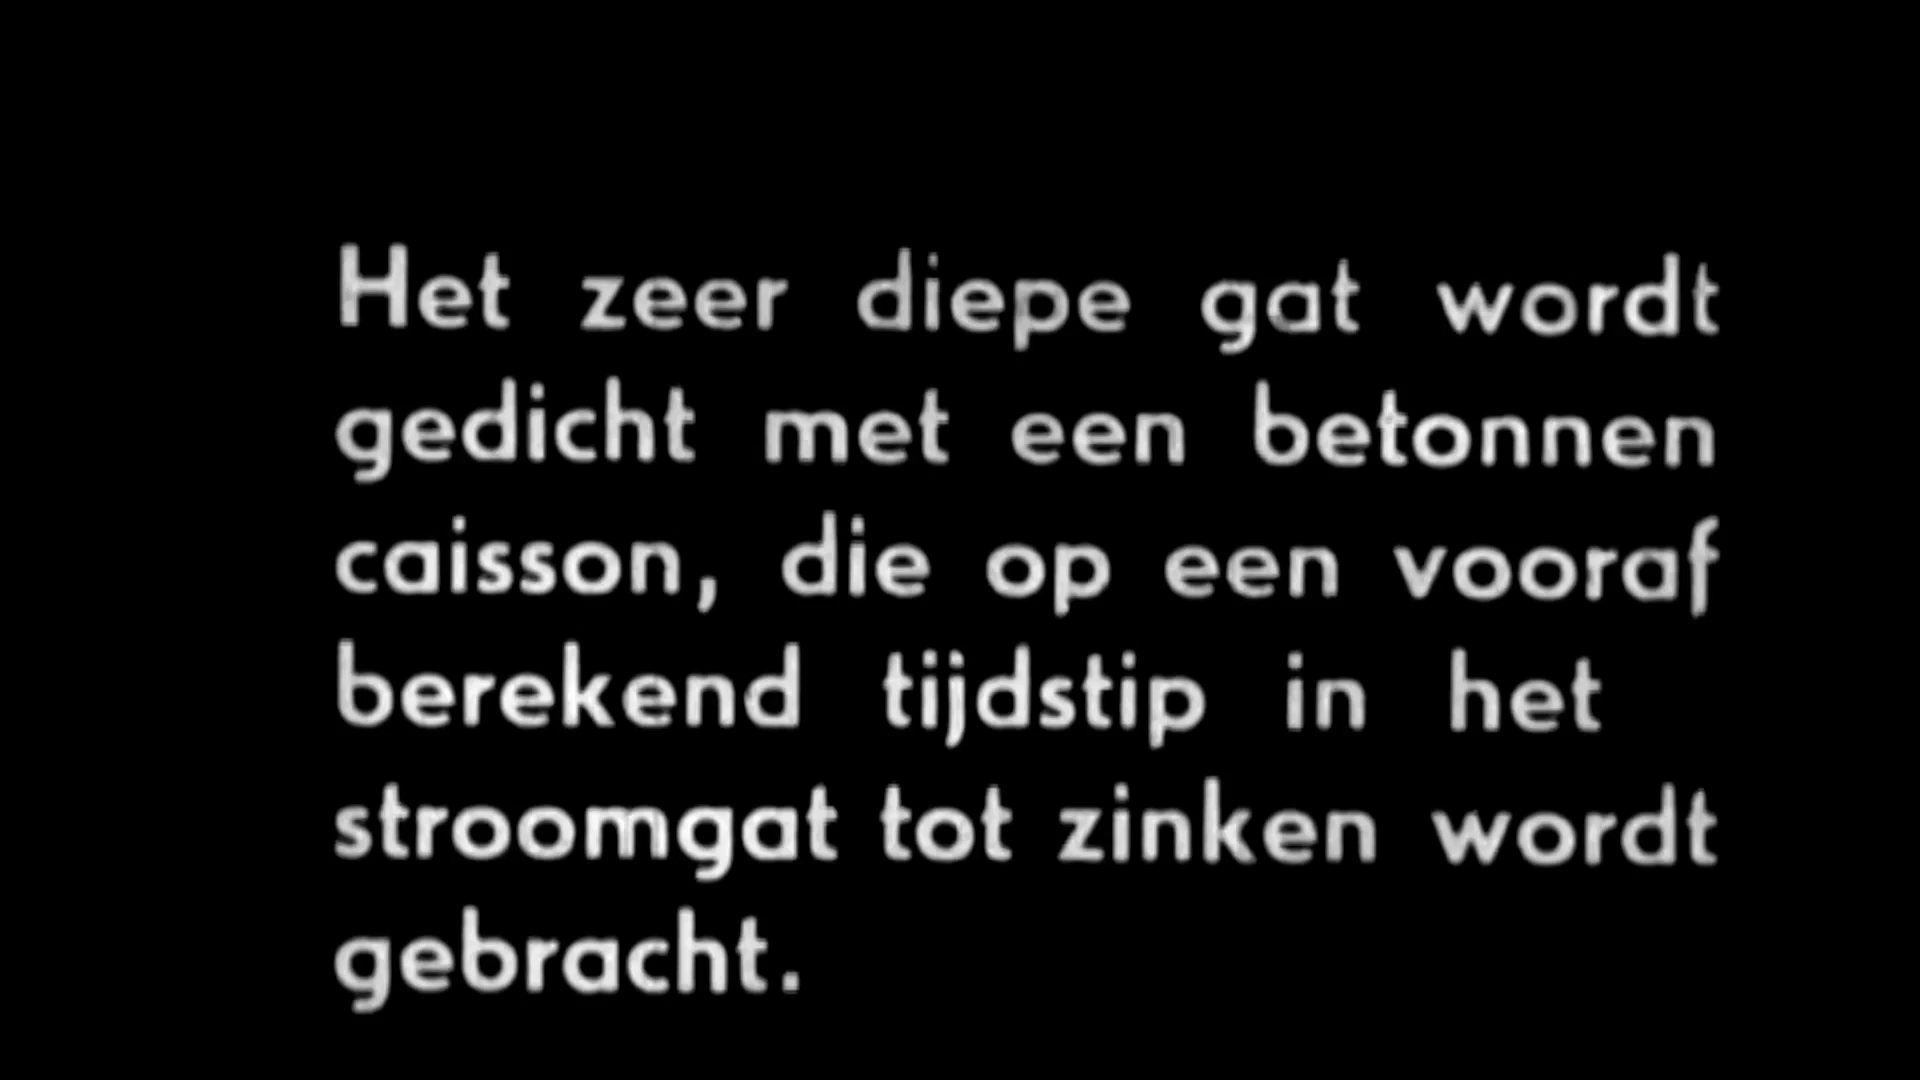 Het zeer diepe gat wordt
gedicht met een betonnen
caisson, die op een vooraf
berekend tijdstip in het
stroomgat tot zinken wordt
gebracht.